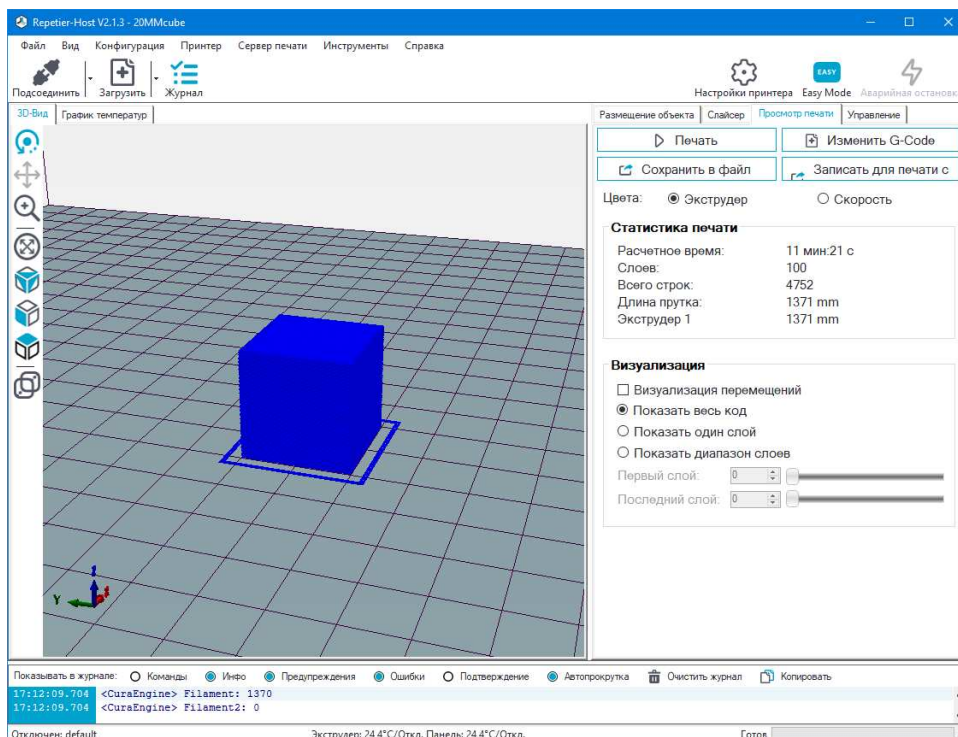 Repetier-Host V2.1.3 - 20MMcube
Файл Вид Конфигурация Принтер Сервер печати Инструменты Справка
Подсоединить Загрузить Журнал Настройки принтера EASY Easy Mode Аварийная остановк
3D-Вид График температур Размещение объекта Слайсер Просмотр печати Управление
Печать Изменить G-Code
Сохранить в файл Записать для печати с
Цвета: Экструдер Скорость
Статистика печати
Расчетное время: 11 мин:21 с
Слоев: 100
Всего строк: 4752
Длина прутка: 1371 mm
Экструдер 1 1371 mm
Визуализация
Визуализация перемещений
Показать весь код
Показать один слой
Показать диапазон слоев
Первый слой: 0
Последний слой: 0
Y
Показывать в журнале: Команды Инфо Предупреждения Ошибки Подтверждение Автопрокрутка Очистить журнал Копировать
17:12:09.704 <CuraEngine> Filament: 1370
17:12:09.704 <CuraEngine> Filament2: 0
Отключен: default Экструдер: 24,4°C/Откл. Панель: 24,4°C/Откл. Готов